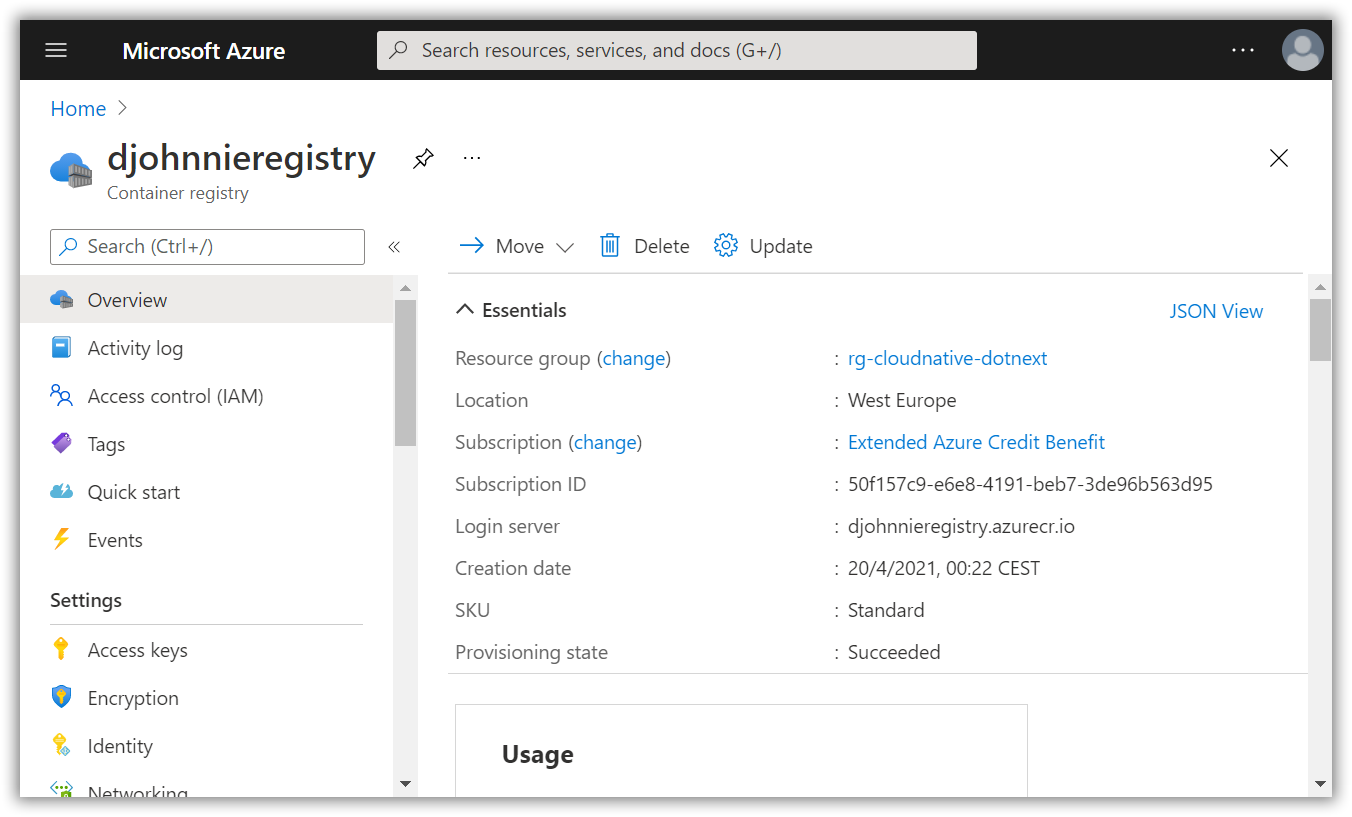 Microsoft Azure
Search resources, services, and docs (G+/)
Home
djohnnieregistry
Container registry
Search (Ctrl+/)
Overview
Activity log
Access control (IAM)
Tags
Quick start
Events
Settings
Access keys
Encryption
Identity
Networking
Move
Delete
Update
Essentials
JSON View
Resource group (change) : rg-cloudnative-dotnext
Location : West Europe
Subscription (change) : Extended Azure Credit Benefit
Subscription ID : 50f157c9-e6e8-4191-beb7-3de96b563d95
Login server : djohnnieregistry.azurecr.io
Creation date : 20/4/2021, 00:22 CEST
SKU : Standard
Provisioning state : Succeeded
Usage